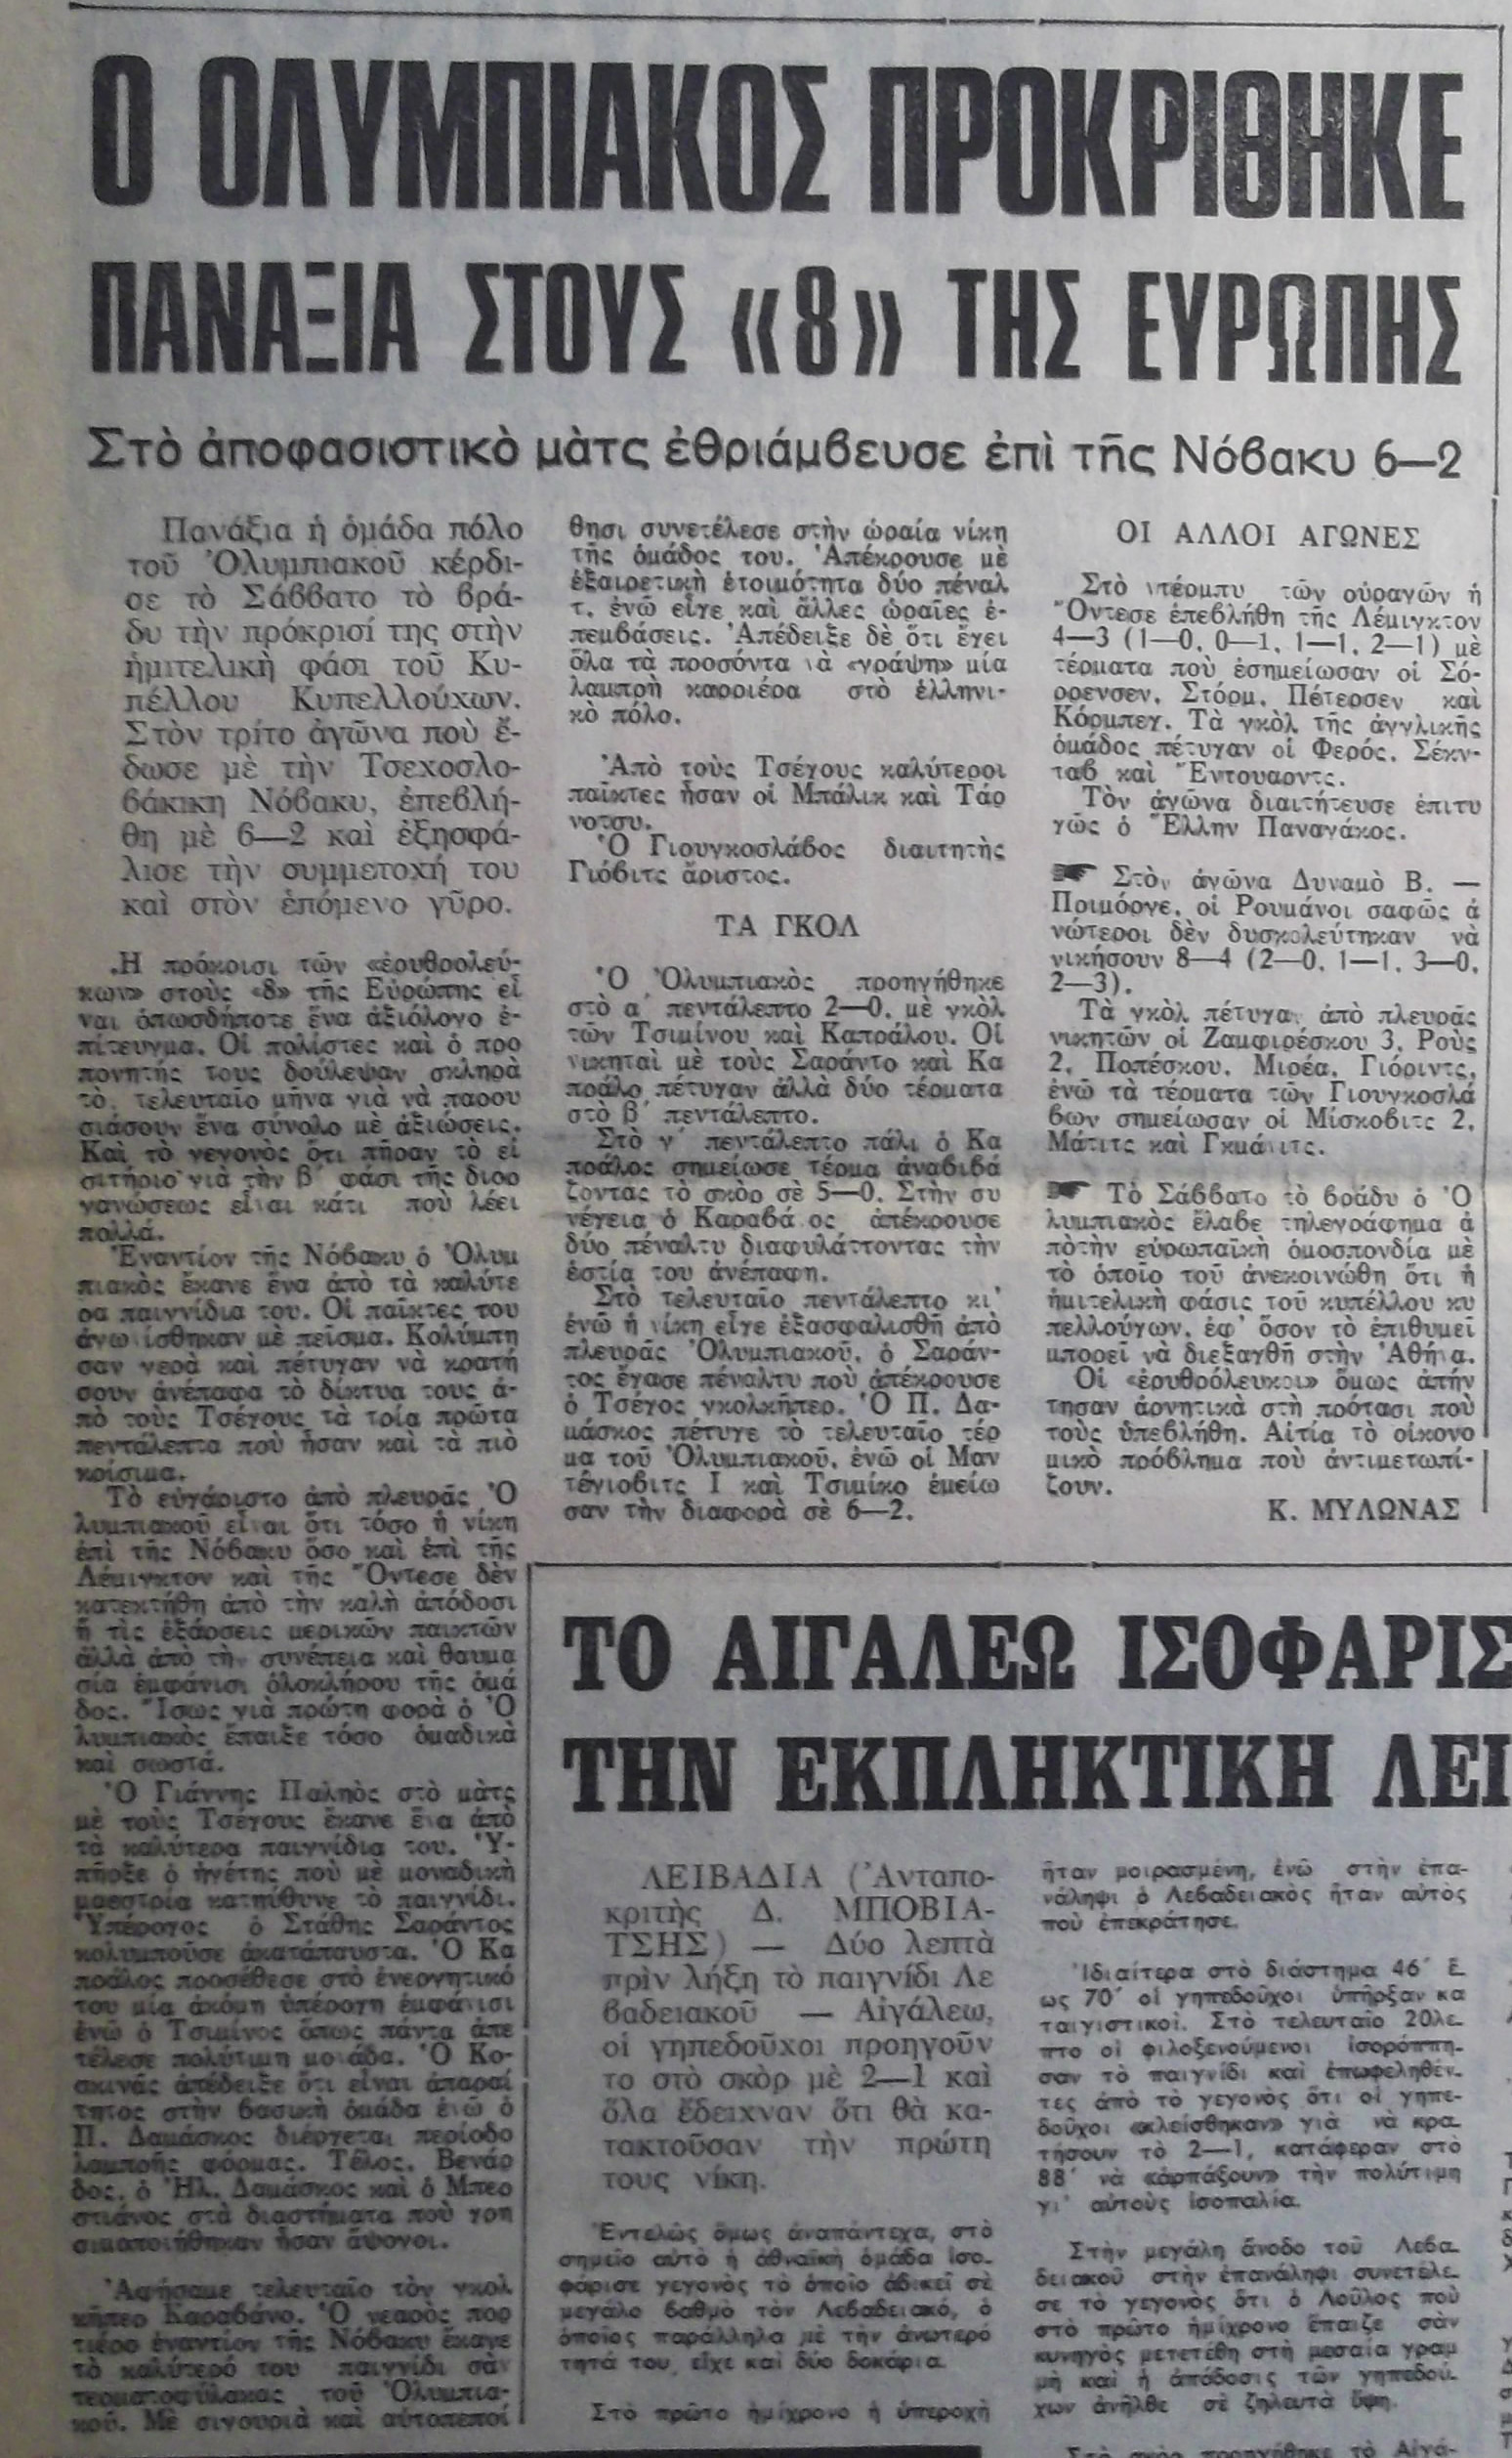 Ο ΟΛΥΜΠΙΑΚΟΣ ΠΡΟΚΡΙΘΗΚΕ
ΠΑΝΑΞΙΑ ΣΤΟΥΣ «8» ΤΗΣ ΕΥΡΩΠΗΣ
Στὸ ἀποφασιστικὸ μὰτς ἐθριάμβευσε ἐπὶ τῆς Νόβακυ 6—2
Πανάξια ἡ ὁμάδα πόλο
τοῦ Ὀλυμπιακοῦ κέρδι-
σε τὸ Σάββατο τὸ βρά-
δυ τὴν πρόκρισί της στὴν
ἡμιτελικὴ φάσι τοῦ Κυ-
πέλλου Κυπελλούχων.
Στὸν τρίτο ἀγῶνα ποὺ ἔ-
δωσε μὲ τὴν Τσεχοσλο-
βάκικη Νόβακυ, ἐπεβλή-
θη μὲ 6—2 καὶ ἐξησφά-
λισε τὴν συμμετοχή του
καὶ στὸν ἑπόμενο γῦρο.
Ἡ πρόκρισι τῶν «ἐρυθρολεύ-
κων» στοὺς «8» τῆς Εὐρώπης εἶ
ναι ὁπωσδήποτε ἕνα ἀξιόλογο ἐ-
πίτευγμα. Οἱ πολίστες καὶ ὁ προ
πονητής τους δούλεψαν σκληρὰ
τὸ τελευταῖο μῆνα γιὰ νὰ παρου
σιάσουν ἕνα σύνολο μὲ ἀξιώσεις.
Καὶ τὸ γεγονὸς ὅτι πῆραν τὸ εἰ
σιτήριο γιὰ τὴν β΄ φάσι τῆς διορ
γανώσεως εἶναι κάτι ποὺ λέει
πολλά.
Ἐναντίον τῆς Νόβακυ ὁ Ὀλυμ
πιακὸς ἔκανε ἕνα ἀπὸ τὰ καλύτε
ρα παιγνίδια του. Οἱ παῖκτες του
ἀγωνίσθηκαν μὲ πεῖσμα. Κολύμπη
σαν γερὰ καὶ πέτυχαν νὰ κρατή
σουν ἀνέπαφα τὸ δίκτυα τους ἀ-
πὸ τοὺς Τσέχους τὰ τρία πρῶτα
πεντάλεπτα ποὺ ἦσαν καὶ τὰ πιὸ
κρίσιμα.
Τὸ εὐχάριστο ἀπὸ πλευρᾶς Ὀ
λυμπιακοῦ εἶναι ὅτι τόσο ἡ νίκη
ἐπὶ τῆς Νόβακυ ὅσο καὶ ἐπὶ τῆς
Λέμιγκτον καὶ τῆς Ὄντεσε δὲν
κατεκτήθη ἀπὸ τὴν καλὴ ἀπόδοσι
ἢ τὶς ἐξάρσεις μερικῶν παικτῶν
ἀλλὰ ἀπὸ τὴν συνέπεια καὶ θαυμα
σία ἐμφάνισι ὁλοκλήρου τῆς ὁμά
δος. Ἴσως γιὰ πρώτη φορὰ ὁ Ὀ
λυμπιακὸς ἔπαιξε τόσο ὁμαδικὰ
καὶ σωστά.
Ὁ Γιάννης Παληὸς στὸ μὰτς
μὲ τοὺς Τσέχους ἔκανε ἕνα ἀπὸ
τὰ καλύτερα παιγνίδια του. Ὑ-
πῆρξε ὁ ἡγέτης ποὺ μὲ μοναδικὴ
μαεστρία κατηύθυνε τὸ παιγνίδι.
Ὑπέροχος ὁ Στάθης Σαράντος
κολυμποῦσε ἀκατάπαυστα. Ὁ Κα
πράλος προσέθεσε στὸ ἐνεργητικό
του μία ἀκόμη ὑπέροχη ἐμφάνισι
ἐνῶ ὁ Τσιμίνος ὅπως πάντα ἀπε
τέλεσε πολύτιμη μονάδα. Ὁ Κο-
σκινᾶς ἀπέδειξε ὅτι εἶναι ἀπαραί
τητος στὴν βασικὴ ὁμάδα ἐνῶ ὁ
Π. Δαμάσκος διέρχεται περίοδο
λαμπρῆς φόρμας. Τέλος, Βενάρ
δος, ὁ Ἠλ. Δαμάσκος καὶ ὁ Μπερ
στιάνος στὰ διαστήματα ποὺ χρη
σιμοποιήθηκαν ἦσαν ἄψογοι.
Ἀφήσαμε τελευταῖο τὸν γκολ
κήπερ Καραβάνο. Ὁ νεαρὸς πορ
τιέρο ἐναντίον τῆς Νόβακυ ἔκανε
τὸ καλύτερό του παιγνίδι σὰν
τερματοφύλακας τοῦ Ὀλυμπια-
κοῦ. Μὲ σιγουριὰ καὶ αὐτοπεποί
θησι συνετέλεσε στὴν ὡραία νίκη
τῆς ὁμάδος του. Ἀπέκρουσε μὲ
ἐξαιρετικὴ ἑτοιμότητα δύο πέναλ
τ. ἐνῶ εἶχε καὶ ἄλλες ὡραῖες ἐ-
πεμβάσεις. Ἀπέδειξε δὲ ὅτι ἔχει
ὅλα τὰ προσόντα νὰ «γράψη» μία
λαμπρὴ καρριέρα στὸ ἑλληνι-
κὸ πόλο.
Ἀπὸ τοὺς Τσέχους καλύτεροι
παῖκτες ἦσαν οἱ Μπάλικ καὶ Τάρ
νοτσυ.
Ὁ Γιουγκοσλάβος διαιτητὴς
Γιόβιτς ἄριστος.
ΤΑ ΓΚΟΛ
Ὁ Ὀλυμπιακὸς προηγήθηκε
στὸ α΄ πεντάλεπτο 2—0, μὲ γκὸλ
τῶν Τσιμίνου καὶ Καπράλου. Οἱ
νικηταὶ μὲ τοὺς Σαράντο καὶ Κα
πράλο πέτυχαν ἀλλὰ δύο τέρματα
στὸ β΄ πεντάλεπτο.
Στὸ γ΄ πεντάλεπτο πάλι ὁ Κα
πράλος σημείωσε τέρμα ἀναβιβά
ζοντας τὸ σκὸρ σὲ 5—0. Στὴν συ
νέχεια ὁ Καραβά ος ἀπέκρουσε
δύο πέναλτυ διαφυλάττοντας τὴν
ἑστία του ἀνέπαφη.
Στὸ τελευταῖο πεντάλεπτο κι'
ἐνῶ ἡ νίκη εἶχε ἐξασφαλισθῆ ἀπὸ
πλευρᾶς Ὀλυμπιακοῦ, ὁ Σαράν-
τος ἔχασε πέναλτυ ποὺ ἀπέκρουσε
ὁ Τσέχος γκολκῆπερ. Ὁ Π. Δα-
μάσκος πέτυχε τὸ τελευταῖο τέρ
μα τοῦ Ὀλυμπιακοῦ, ἐνῶ οἱ Μαν
τέγιοβιτς Ι καὶ Τσιμίκο ἐμείω
σαν τὴν διαφορὰ σὲ 6—2.
ΟΙ ΑΛΛΟΙ ΑΓΩΝΕΣ
Στὸ ντέρμπυ τῶν οὐραγῶν ἡ
Ὄντεσε ἐπεβλήθη τῆς Λέμιγκτον
4—3 (1—0, 0—1, 1—1, 2—1) μὲ
τέρματα ποὺ ἐσημείωσαν οἱ Σό-
ρρενσεν, Στόρμ, Πέτερσεν καὶ
Κόρμπεχ. Τὰ γκὸλ τῆς ἀγγλικῆς
ὁμάδος πέτυχαν οἱ Φερός, Σέκν-
ταβ καὶ Ἔντουαρντς.
Τὸν ἀγῶνα διαιτήτευσε ἐπιτυ
χῶς ὁ Ἕλλην Παναγάκος.
Στὸν ἀγῶνα Δυναμὸ Β. —
Ποιμόργε, οἱ Ρουμάνοι σαφῶς ἀ
νώτεροι δὲν δυσκολεύτηκαν νὰ
νικήσουν 8—4 (2—0, 1—1, 3—0,
2—3).
Τὰ γκὸλ πέτυχαν ἀπὸ πλευρᾶς
νικητῶν οἱ Ζαμφιρέσκου 3, Ροὺς
2, Ποπέσκου, Μιρέα, Γιόριντς,
ἐνῶ τὰ τέρματα τῶν Γιουγκοσλά
βων σημείωσαν οἱ Μίσκοβιτς 2,
Μάτιτς καὶ Γκμάνιτς.
Τὸ Σάββατο τὸ βράδυ ὁ Ὀ
λυμπιακὸς ἔλαβε τηλεγράφημα ἀ
πὸτὴν εὐρωπαϊκὴ ὁμοσπονδία μὲ
τὸ ὁποῖο τοῦ ἀνεκοινώθη ὅτι ἡ
ἡμιτελικὴ φάσις τοῦ κυπέλλου κυ
πελλούχων, ἐφ' ὅσον τὸ ἐπιθυμεῖ
μπορεῖ νὰ διεξαχθῆ στὴν Ἀθήνα.
Οἱ «ἐρυθρόλευκοι» ὅμως ἀπήν
τησαν ἀρνητικὰ στὴ πρότασι ποὺ
τοὺς ὑπεβλήθη. Αἰτία τὸ οἰκονο
μικὸ πρόβλημα ποὺ ἀντιμετωπί-
ζουν.
Κ. ΜΥΛΩΝΑΣ
ΤΟ ΑΙΓΑΛΕΩ ΙΣΟΦΑΡΙΣ
ΤΗΝ ΕΚΠΛΗΚΤΙΚΗ ΛΕΙ
ΛΕΙΒΑΔΙΑ (Ἀνταπο-
κριτὴς Δ. ΜΠΟΒΙΑ-
ΤΣΗΣ) — Δύο λεπτὰ
πρὶν λήξη τὸ παιγνίδι Λε
βαδειακοῦ — Αἰγάλεω,
οἱ γηπεδοῦχοι προηγοῦν
το στὸ σκὸρ μὲ 2—1 καὶ
ὅλα ἔδειχναν ὅτι θὰ κα-
τακτοῦσαν τὴν πρώτη
τους νίκη.
Ἐντελῶς ὅμως ἀναπάντεχα, στὸ
σημεῖο αὐτὸ ἡ ἀθναϊκὴ ὁμάδα ἰσο-
φάρισε γεγονὸς τὸ ὁποῖο ἀδικεῖ σὲ
μεγάλο βαθμὸ τὸν Λεβαδειακό, ὁ
ὁποῖος παράλληλα μὲ τὴν ἀνωτερό
τητά του, εἶχε καὶ δύο δοκάρια.
Στὸ πρῶτο ἡμίχρονο ἡ ὑπεροχὴ
ἦταν μοιρασμένη, ἐνῶ στὴν ἐπα-
νάληψι ὁ Λεβαδειακὸς ἦταν αὐτὸς
ποὺ ἐπεκράτησε.
Ἰδιαίτερα στὸ διάστημα 46΄ ἕ-
ως 70΄ οἱ γηπεδοῦχοι ὑπῆρξαν κα
ταιγιστικοί. Στὸ τελευταῖο 20λε-
πτο οἱ φιλοξενούμενοι ἰσορόπη-
σαν τὸ παιγνίδι καὶ ἐπωφεληθέν-
τες ἀπὸ τὸ γεγονὸς ὅτι οἱ γηπε-
δοῦχοι «κλείσθηκαν» γιὰ νὰ κρα-
τήσουν τὸ 2—1, κατάφεραν στὸ
88΄ νὰ «ἁρπάξουν» τὴν πολύτιμη
γι' αὐτοὺς ἰσοπαλία.
Στὴν μεγάλη ἄνοδο τοῦ Λεβα-
δειακοῦ στὴν ἐπανάληψι συνετέλε-
σε τὸ γεγονὸς ὅτι ὁ Λοῦλος ποὺ
στὸ πρῶτο ἡμίχρονο ἔπαιζε σὰν
κυνηγὸς μετετέθη στὴ μεσαία γραμ
μὴ καὶ ἡ ἀπόδοσις τῶν γηπεδού-
χων ἀνῆλθε σὲ ζηλευτὰ ὕψη.
Στὸ σκὸρ προηγήθηκε τὸ Αἰγά-